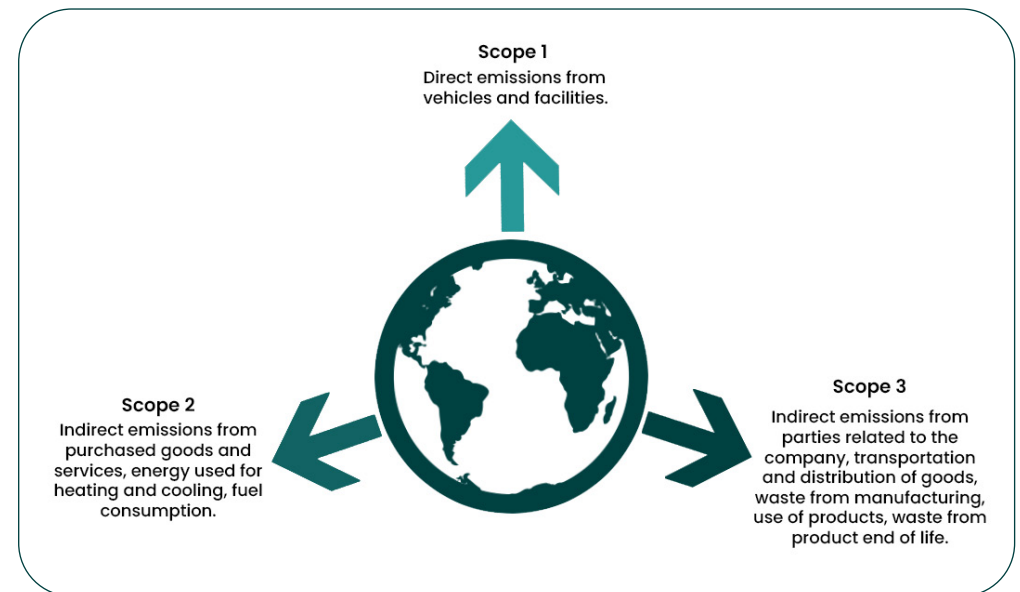 Scope 1
Direct emissions from
vehicles and facilities.
Scope 2
Indirect emissions from
purchased goods and
services, energy used for
heating and cooling, fuel
consumption.
Scope 3
Indirect emissions from
parties related to the
company, transportation
and distribution of goods,
waste from manufacturing,
use of products, waste from
product end of life.